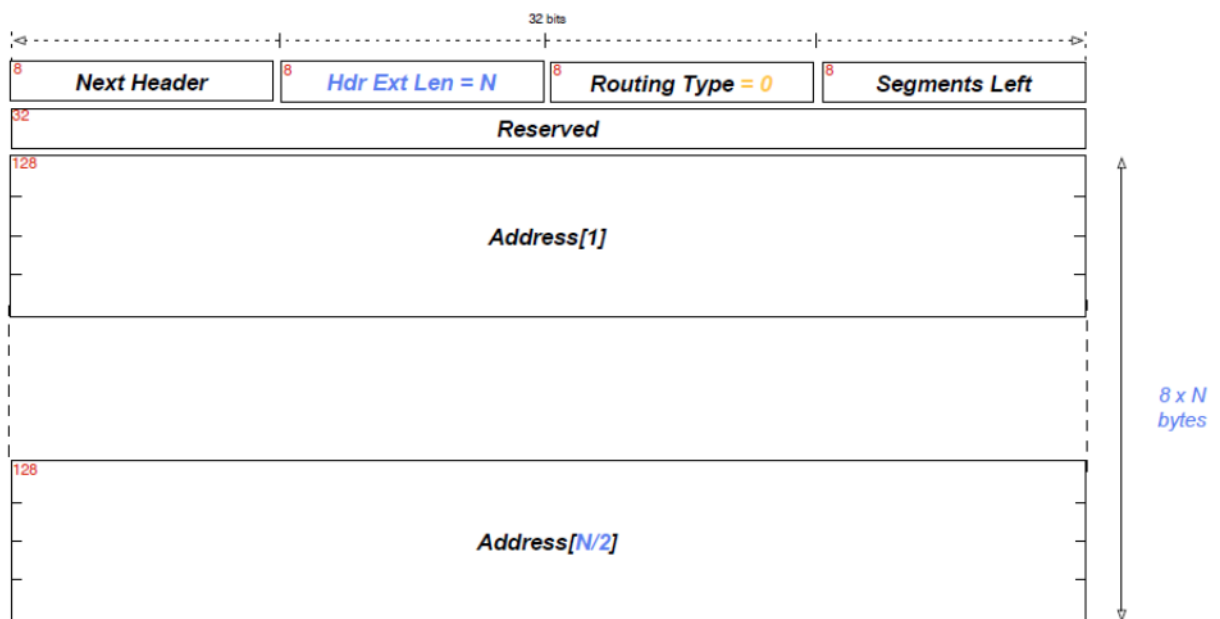 32 bits
8 Next Header 8 Hdr Ext Len = N 8 Routing Type = 0 8 Segments Left
32 Reserved
128
Address[1]
8 x N
bytes
128
Address[N/2]